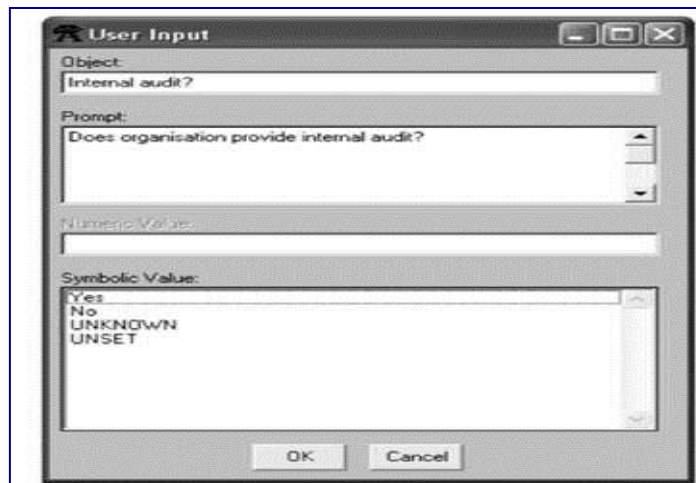 User Input
Object:
Internal audit?
Prompt:
Does organisation provide internal audit?
Numeric Value:
Symbolic Value:
Yes
No
UNKNOWN
UNSET
OK
Cancel